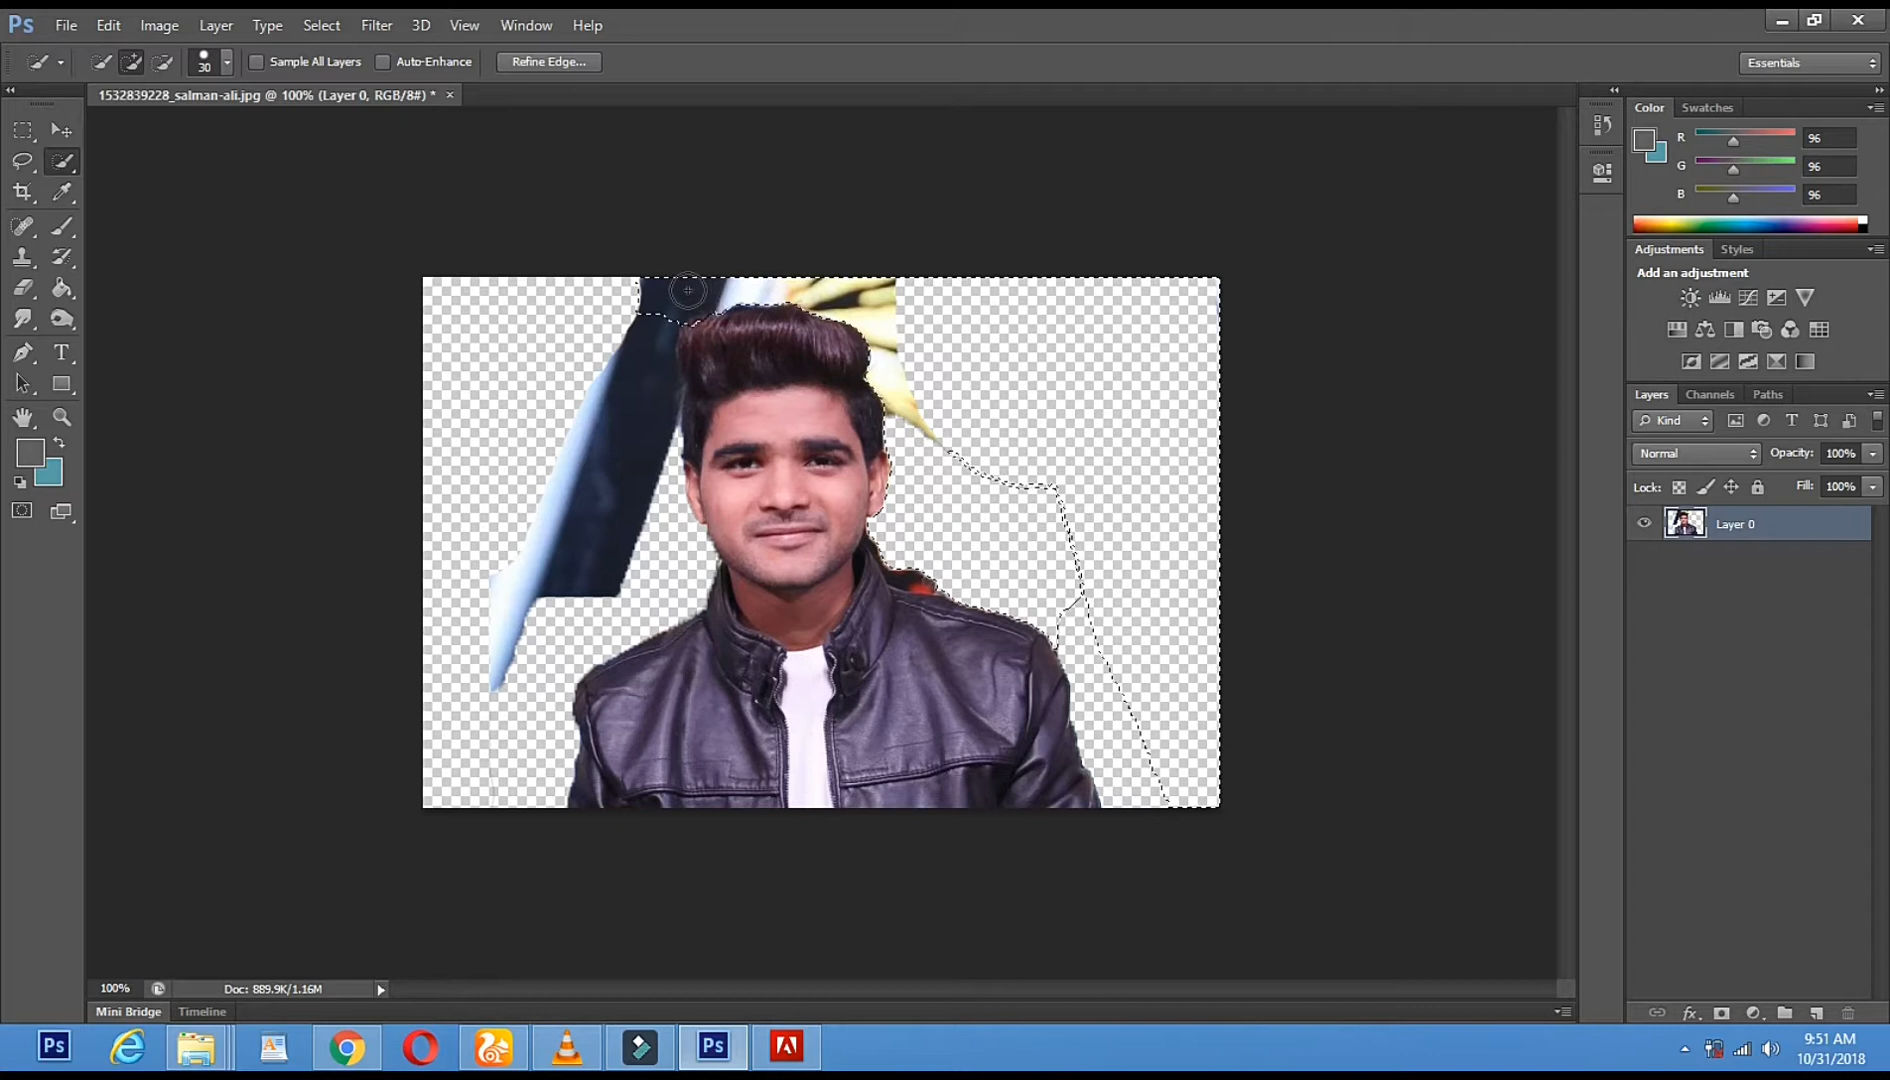 Ps File Edit Image Layer Type Select Filter 3D View Window Help
30 Sample All Layers Auto-Enhance Refine Edge... Essentials
1532839228_salman-ali.jpg @ 100% (Layer 0, RGB/8#) * ×
Color Swatches
R 96
G 96
B 96
Adjustments Styles
Add an adjustment
Layers Channels Paths
Kind
Normal Opacity: 100%
Lock: Fill: 100%
Layer 0
100% Doc: 889.9K/1.16M
Mini Bridge Timeline
fx
Ps Ps
9:51 AM
10/31/2018